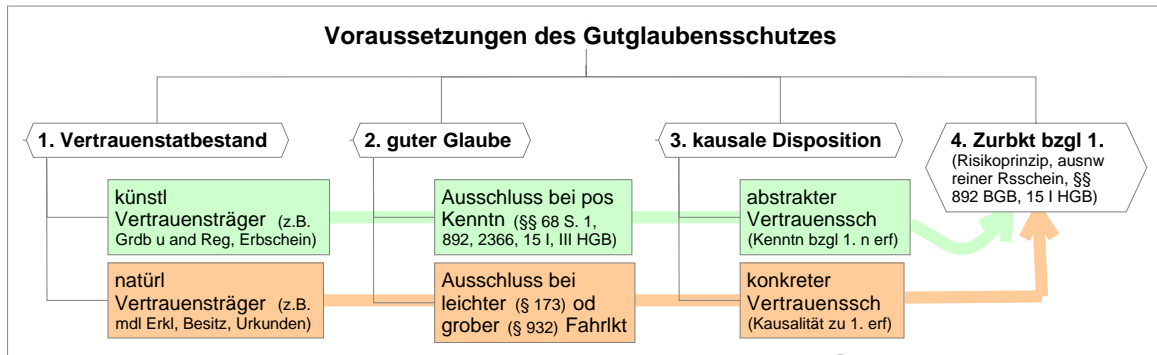 Voraussetzungen des Gutglaubensschutzes
1. Vertrauenstatbestand
2. guter Glaube
3. kausale Disposition
4. Zurbkt bzgl 1.
(Risikoprinzip, ausnw
reiner Rsschein, §§
892 BGB, 15 I HGB)
künstl
Vertrauensträger (z.B.
Grdb u and Reg, Erbschein)
Ausschluss bei pos
Kenntn (§§ 68 S. 1,
892, 2366, 15 I, III HGB)
abstrakter
Vertrauenssch
(Kenntn bzgl 1. n erf)
natürl
Vertrauensträger (z.B.
mdl Erkl, Besitz, Urkunden)
Ausschluss bei
leichter (§ 173) od
grober (§ 932) Fahrlkt
konkreter
Vertrauenssch
(Kausalität zu 1. erf)